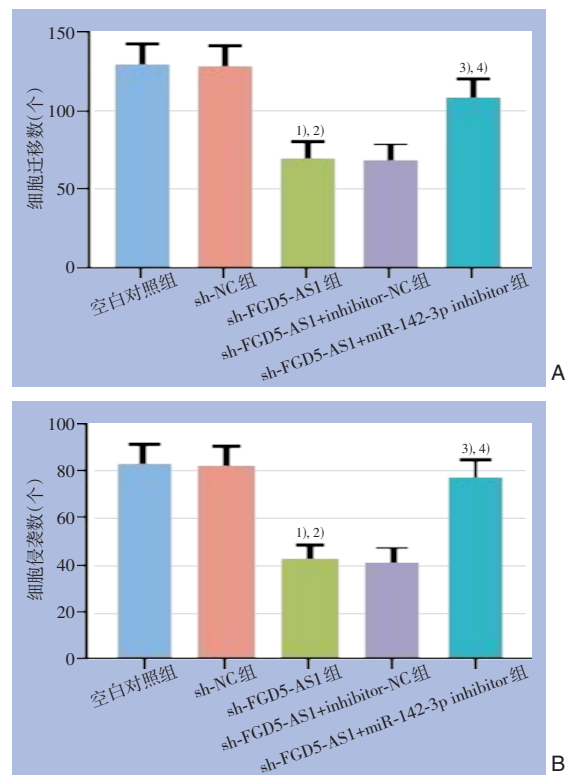 150
100
50
0
细胞迁移数(个)
1), 2)
3), 4)
空白对照组
sh-NC组
sh-FGD5-AS1组
sh-FGD5-AS1+inhibitor-NC组
sh-FGD5-AS1+miR-142-3p inhibitor组
A
100
80
60
40
20
0
细胞侵袭数(个)
1), 2)
3), 4)
空白对照组
sh-NC组
sh-FGD5-AS1组
sh-FGD5-AS1+inhibitor-NC组
sh-FGD5-AS1+miR-142-3p inhibitor组
B